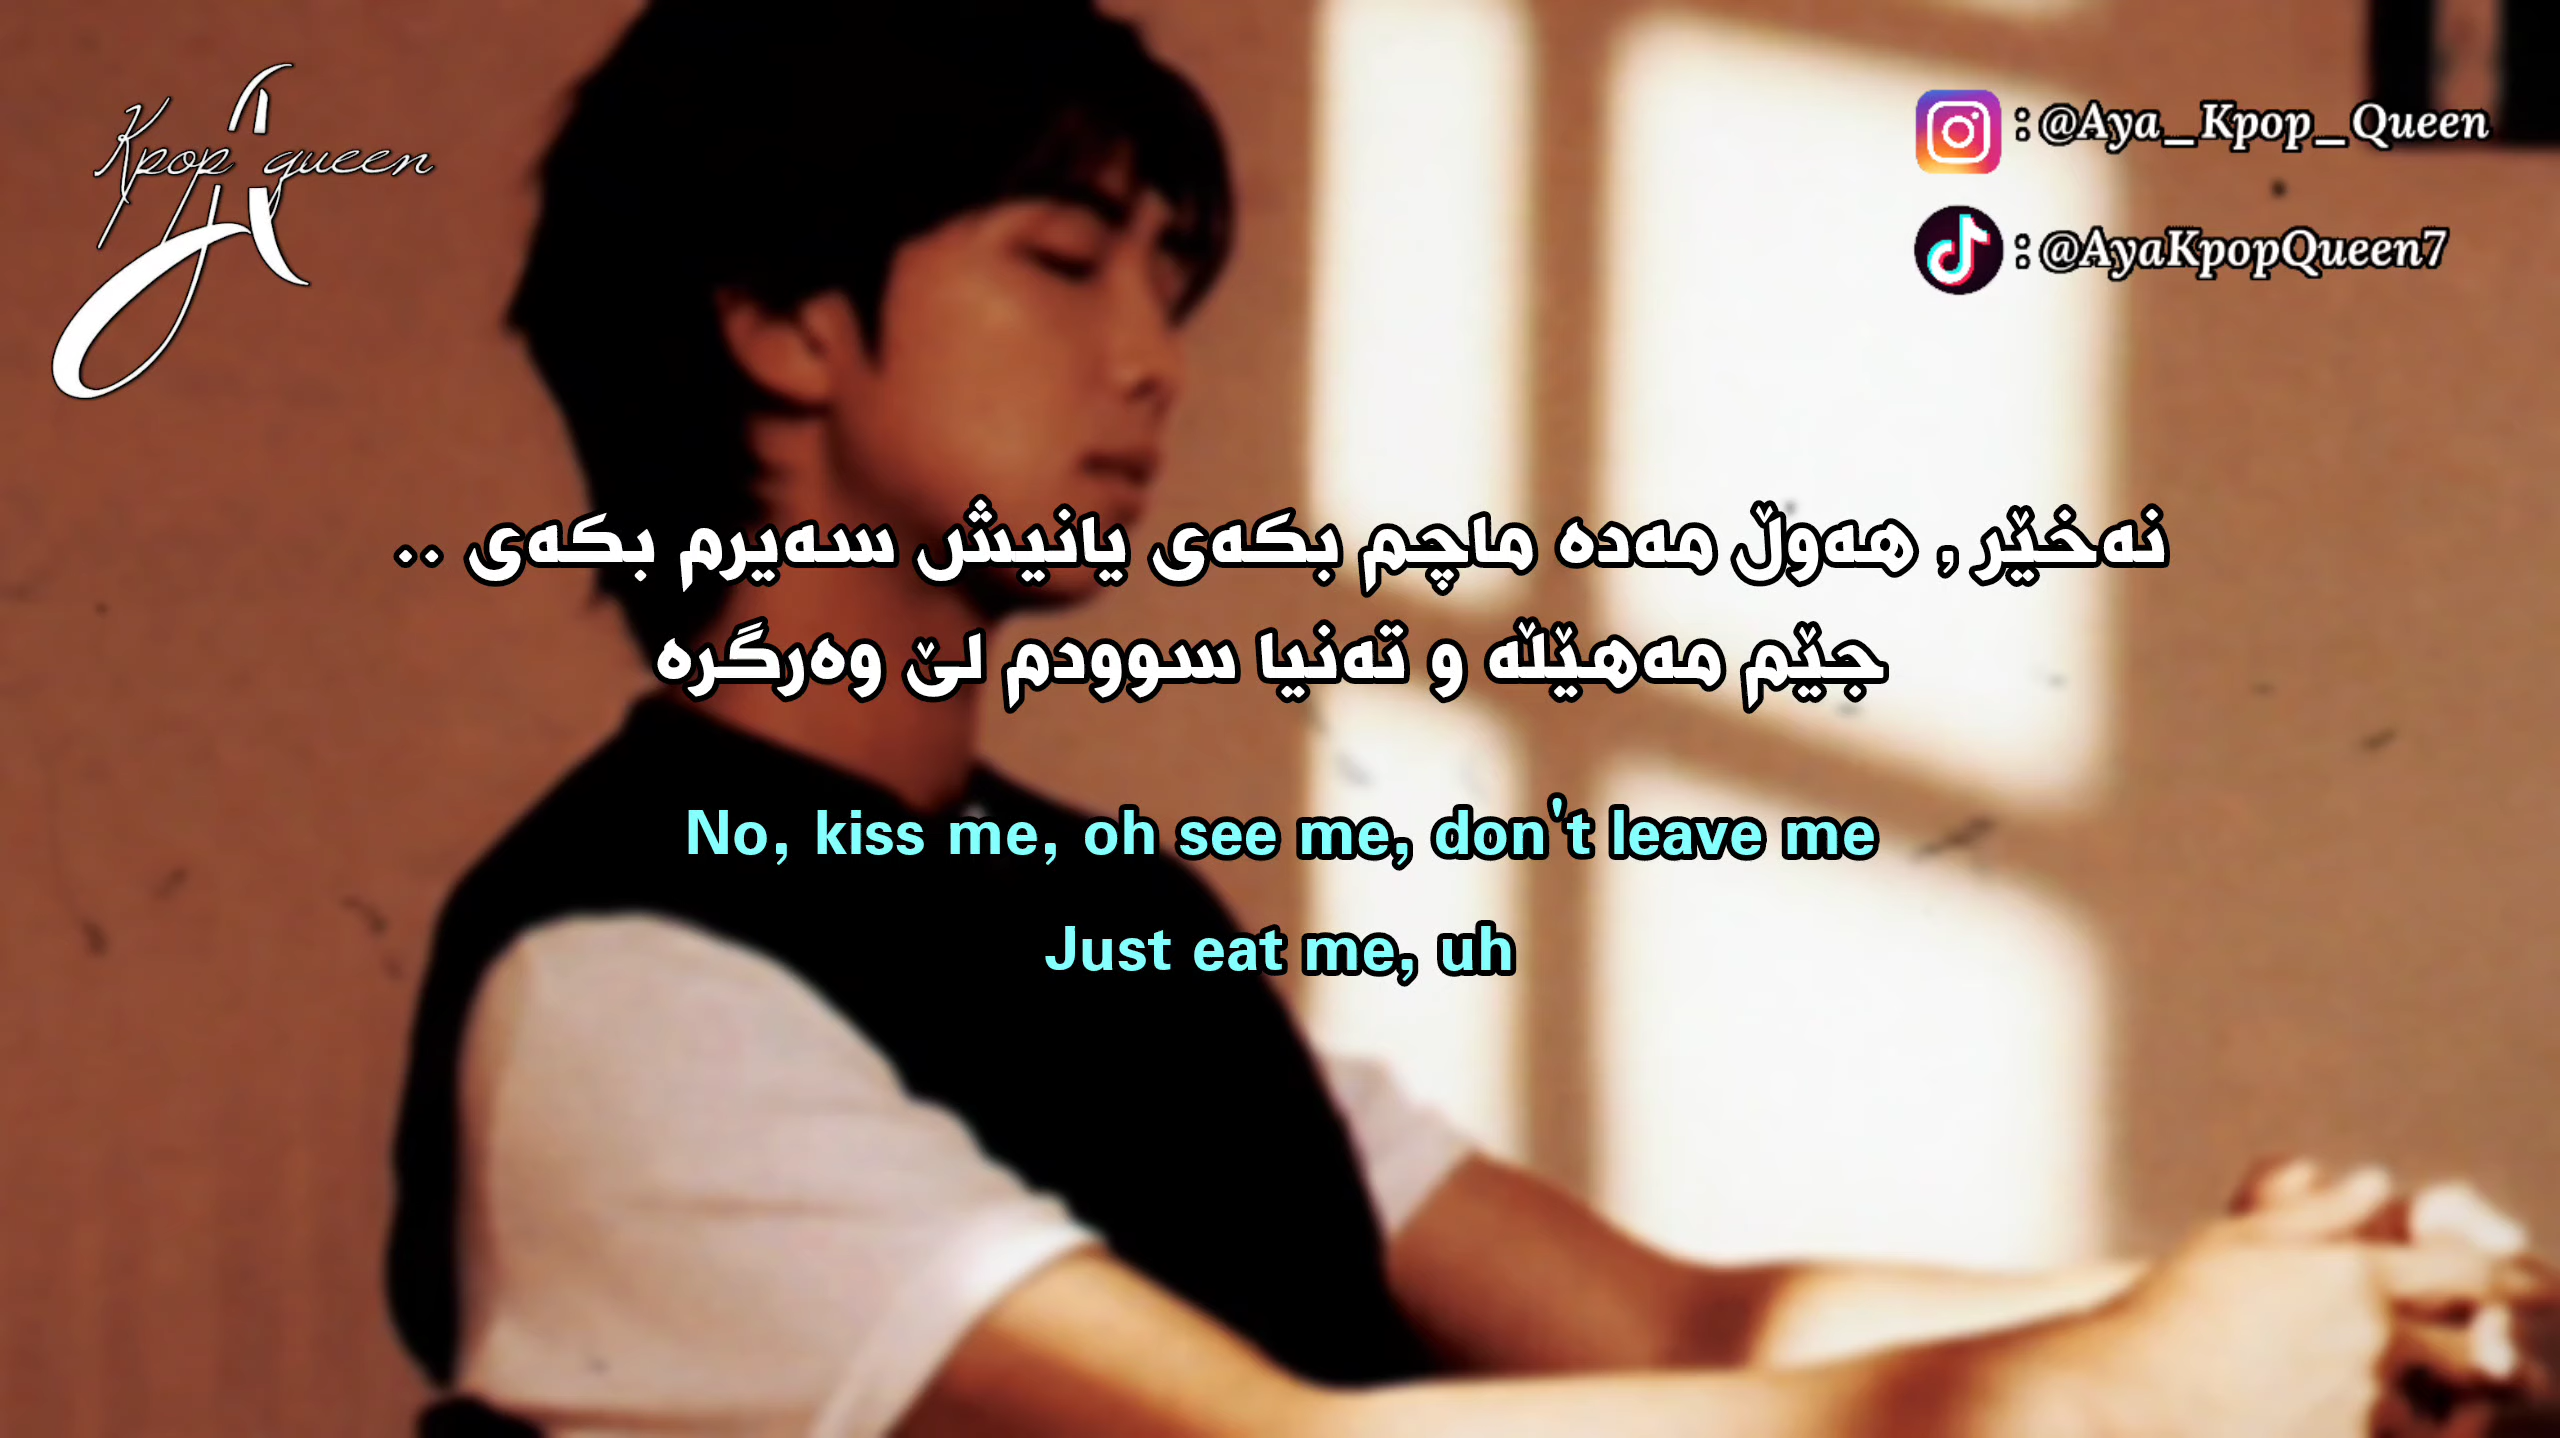 Kpop queen
: @Aya_Kpop_Queen
: @AyaKpopQueen7
نەخێر , هەوڵ مەدە ماچم بکەی یانیش سەیرم بکەی ..
جێم مەهێڵە و تەنیا سوودم لێ وەرگرە
No, kiss me, oh see me, don't leave me
Just eat me, uh